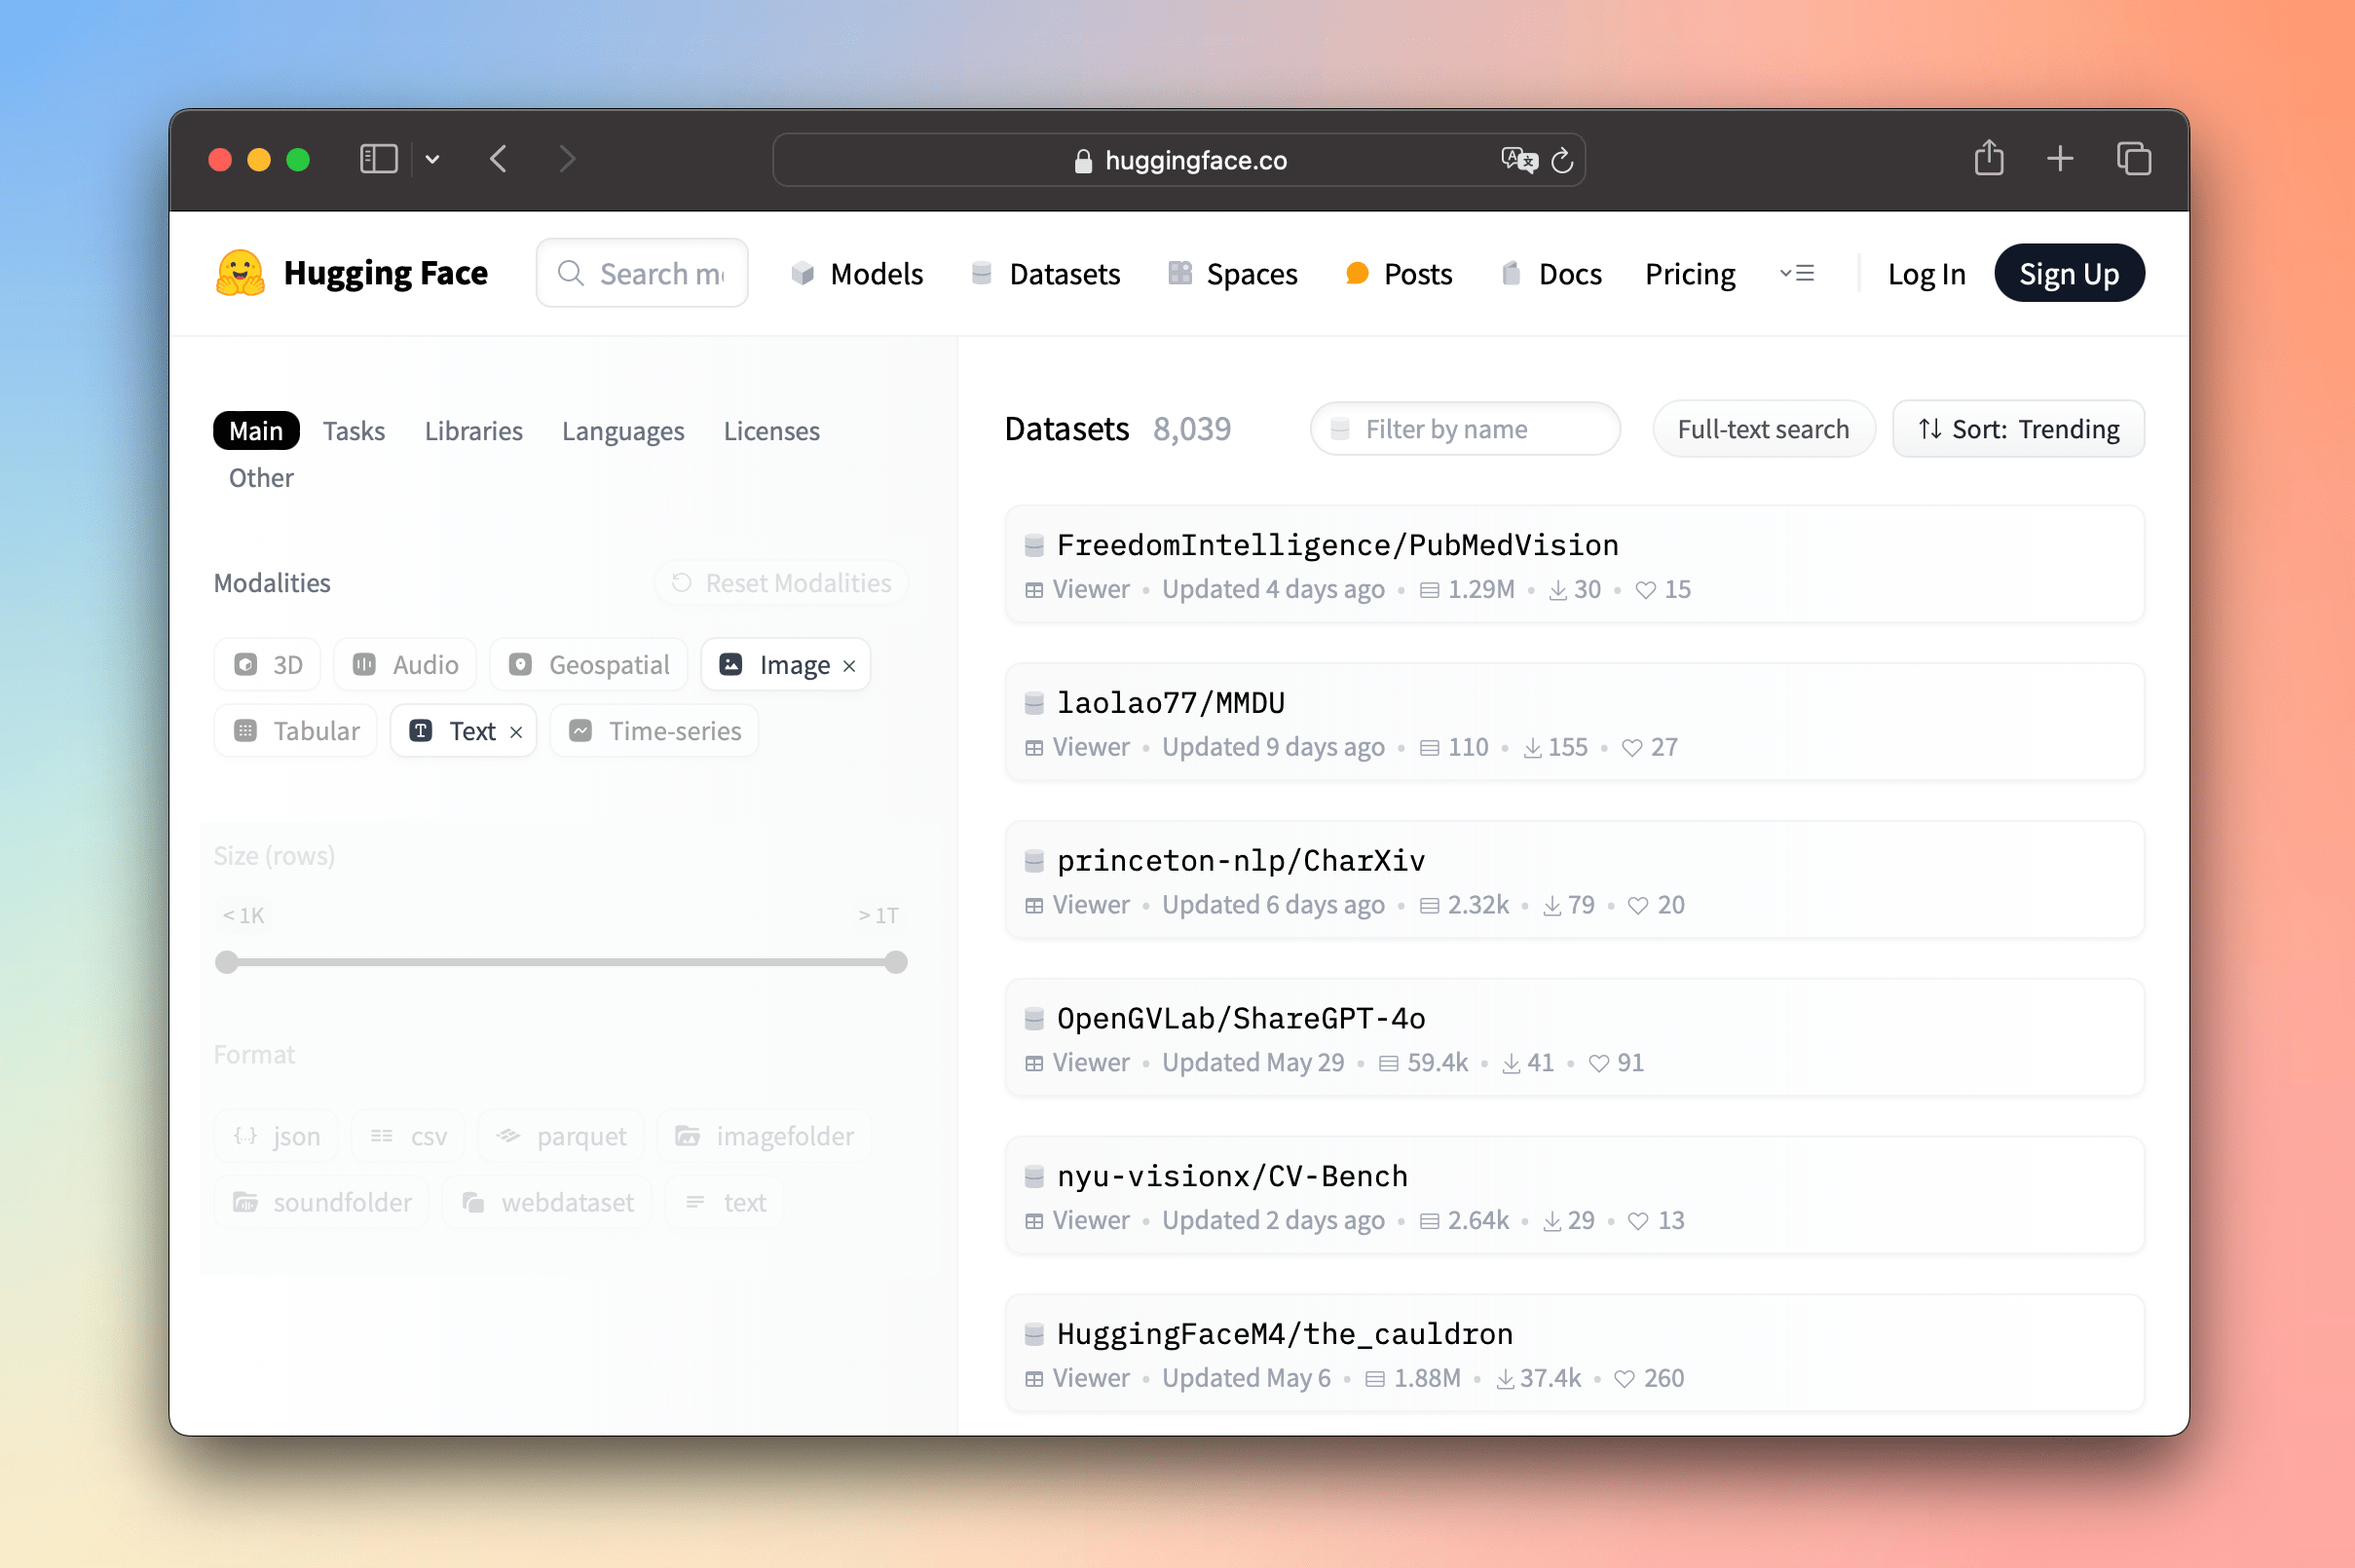 huggingface.co
Hugging Face Search mo Models Datasets Spaces Posts Docs Pricing Log In Sign Up
Main Tasks Libraries Languages Licenses
Other
Modalities Reset Modalities
3D Audio Geospatial Image ×
Tabular Text × Time-series
Size (rows)
< 1K > 1T
Format
json csv parquet imagefolder
soundfolder webdataset text
Datasets 8,039 Filter by name Full-text search Sort: Trending
FreedomIntelligence/PubMedVision
Viewer • Updated 4 days ago • 1.29M • 30 • 15
laolao77/MMDU
Viewer • Updated 9 days ago • 110 • 155 • 27
princeton-nlp/CharXiv
Viewer • Updated 6 days ago • 2.32k • 79 • 20
OpenGVLab/ShareGPT-4o
Viewer • Updated May 29 • 59.4k • 41 • 91
nyu-visionx/CV-Bench
Viewer • Updated 2 days ago • 2.64k • 29 • 13
HuggingFaceM4/the_cauldron
Viewer • Updated May 6 • 1.88M • 37.4k • 260